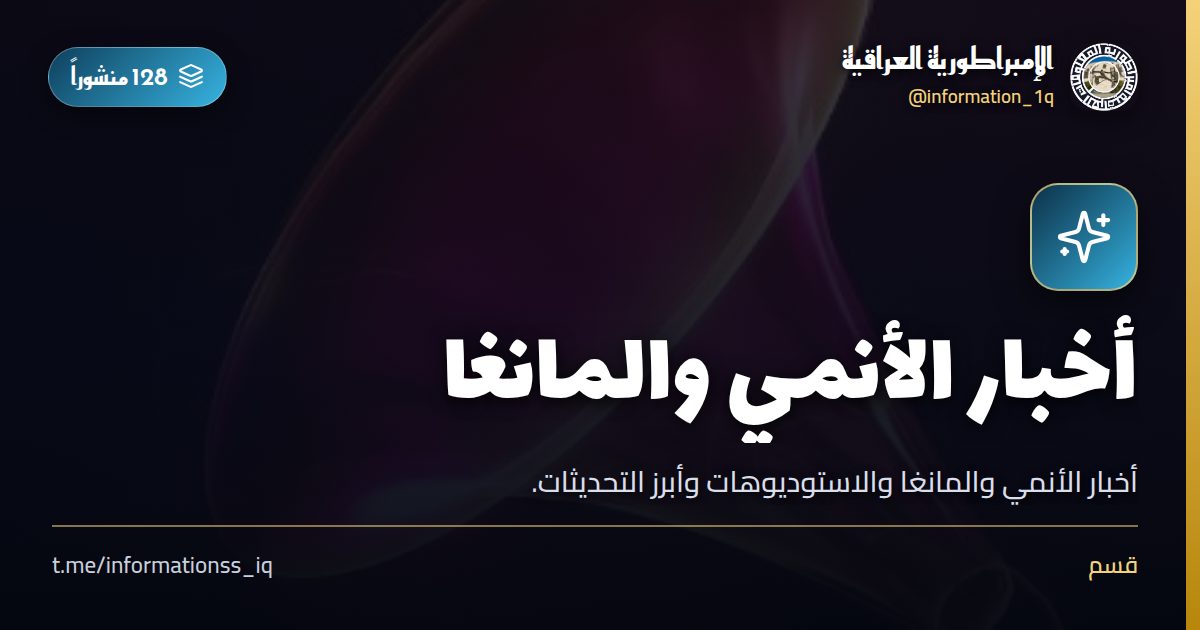 الإمبراطورية العراقية
@information_1q
128 منشوراً
أخبار الأنمي والمانغا
أخبار الأنمي والمانغا والاستوديوهات وأبرز التحديثات.
قسم
t.me/informationss_iq